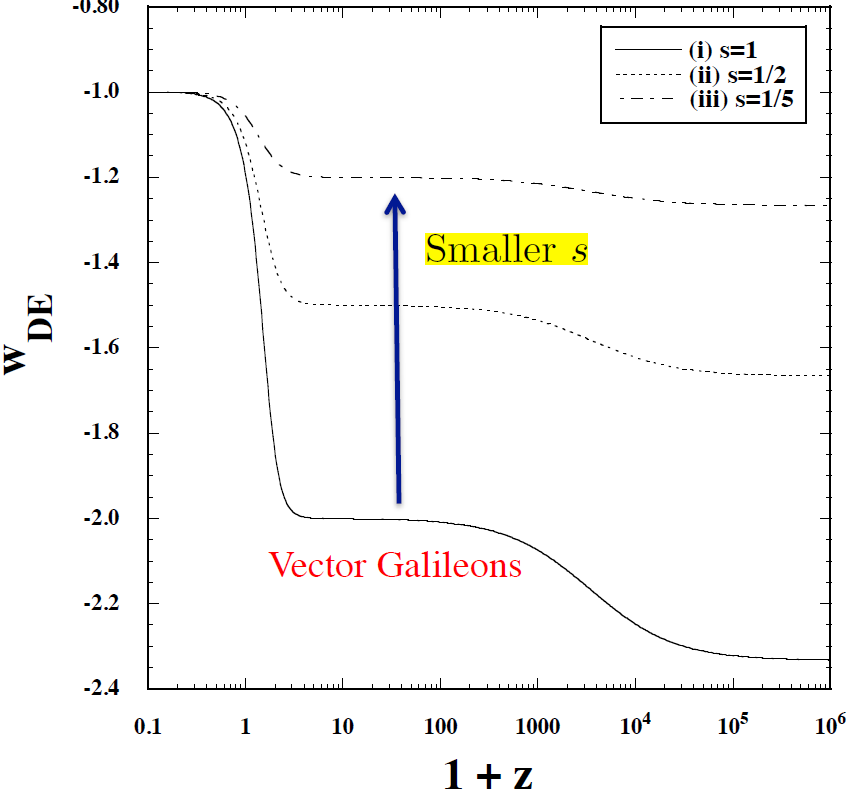 -0.80
(i) s=1
(ii) s=1/2
(iii) s=1/5
-1.0
-1.2
Smaller s
-1.4
w DE
-1.6
-1.8
-2.0
Vector Galileons
-2.2
-2.4
0.1 1 10 100 1000 10⁴ 10⁵ 10⁶
1 + z